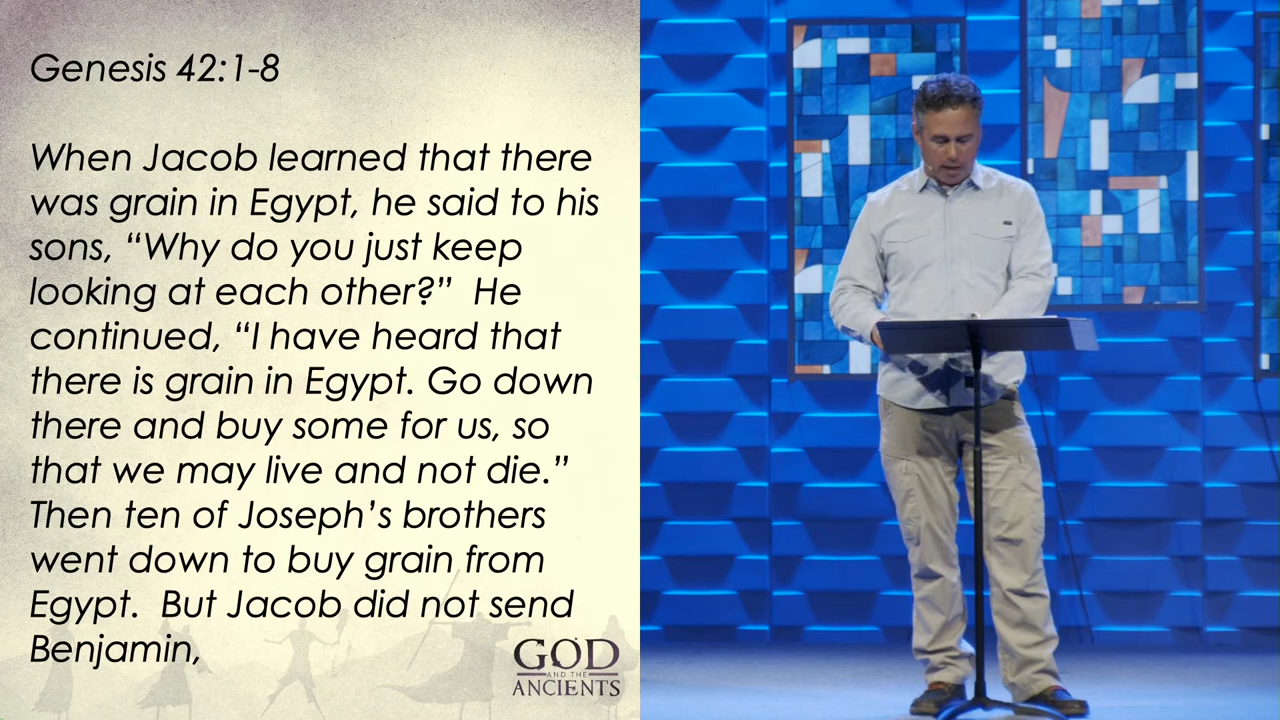 Genesis 42:1-8
When Jacob learned that there
was grain in Egypt, he said to his
sons, “Why do you just keep
looking at each other?”  He
continued, “I have heard that
there is grain in Egypt. Go down
there and buy some for us, so
that we may live and not die.”
Then ten of Joseph’s brothers
went down to buy grain from
Egypt.  But Jacob did not send
Benjamin,
GOD
AND THE
ANCIENTS